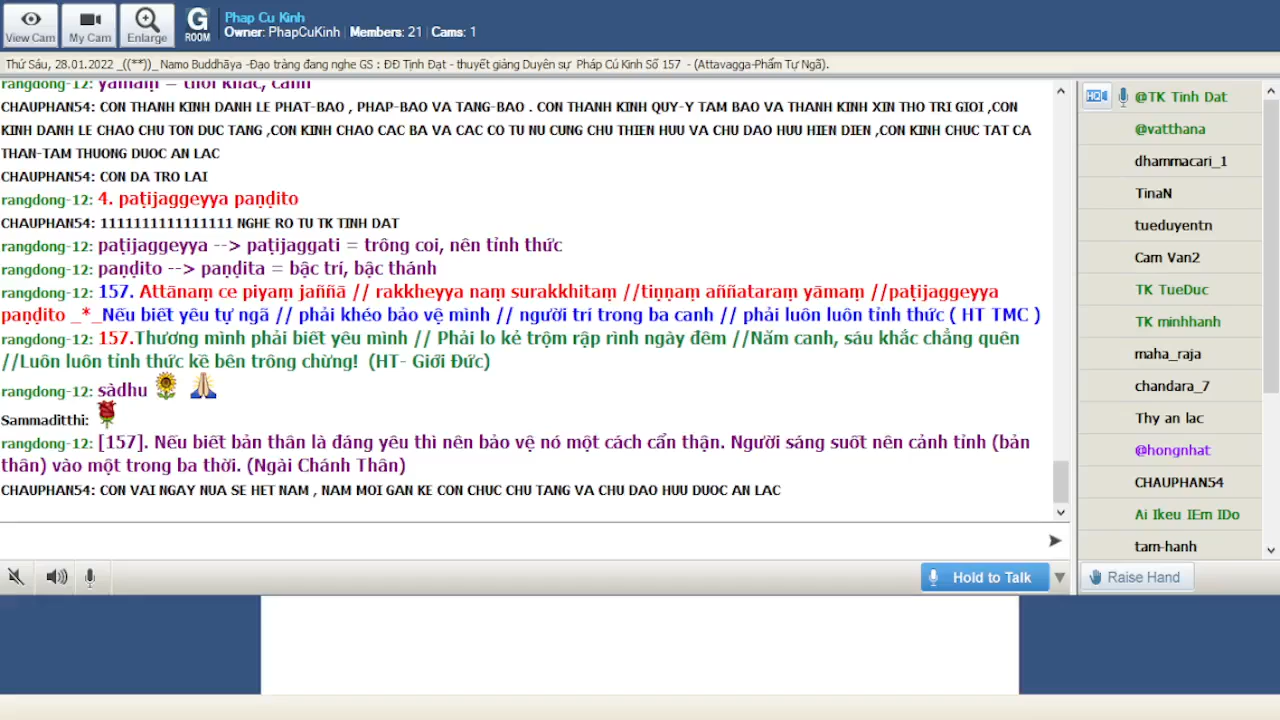 View Cam
My Cam
Enlarge
G
ROOM
Phap Cu Kinh
Owner: PhapCuKinh | Members: 21 | Cams: 1
Thứ Sáu, 28.01.2022 _((**))_ Namo Buddhāya -Đạo tràng đang nghe GS : ĐĐ Tịnh Đạt - thuyết giảng Duyên sự Pháp Cú Kinh Số 157 - (Attavagga-Phẩm Tự Ngã).
rangdong-12: yāmaṃ = thời khắc, canh
CHAUPHAN54: CON THANH KINH DANH LE PHAT-BAO , PHAP-BAO VA TANG-BAO . CON THANH KINH QUY-Y TAM BAO VA THANH KINH XIN THO TRI GIOI ,CON
KINH DANH LE CHAO CHU TON DUC TANG ,CON KINH CHAO CAC BA VA CAC CO TU NU CUNG CHU THIEN HUU VA CHU DAO HUU HIEN DIEN ,CON KINH CHUC TAT CA
THAN-TAM THUONG DUOC AN LAC
CHAUPHAN54: CON DA TRO LAI
rangdong-12: 4. paṭijaggeyya paṇḍito
CHAUPHAN54: 1111111111111111 NGHE RO TU TK TINH DAT
rangdong-12: paṭijaggeyya --> paṭijaggati = trông coi, nên tỉnh thức
rangdong-12: paṇḍito --> paṇḍita = bậc trí, bậc thánh
rangdong-12: 157. Attānaṃ ce piyaṃ jaññā // rakkheyya naṃ surakkhitaṃ //tiṇṇaṃ aññataraṃ yāmaṃ //paṭijaggeyya
paṇḍito _*_Nếu biết yêu tự ngã // phải khéo bảo vệ mình // người trí trong ba canh // phải luôn luôn tỉnh thức ( HT TMC )
rangdong-12: 157.Thương mình phải biết yêu mình // Phải lo kẻ trộm rập rình ngày đêm //Năm canh, sáu khắc chẳng quên
//Luôn luôn tỉnh thức kề bên trông chừng! (HT- Giới Đức)
rangdong-12: sàdhu
Sammaditthi:
rangdong-12: [157]. Nếu biết bản thân là đáng yêu thì nên bảo vệ nó một cách cẩn thận. Người sáng suốt nên cảnh tỉnh (bản
thân) vào một trong ba thời. (Ngài Chánh Thân)
CHAUPHAN54: CON VAI NGAY NUA SE HET NAM , NAM MOI GAN KE CON CHUC CHU TANG VA CHU DAO HUU DUOC AN LAC
Hold to Talk
HQ
@TK Tinh Dat
@vatthana
dhammacari_1
TinaN
tueduyentn
Cam Van2
TK TueDuc
TK minhhanh
maha_raja
chandara_7
Thy an lac
@hongnhat
CHAUPHAN54
Ai Ikeu IEm IDo
tam-hanh
Raise Hand